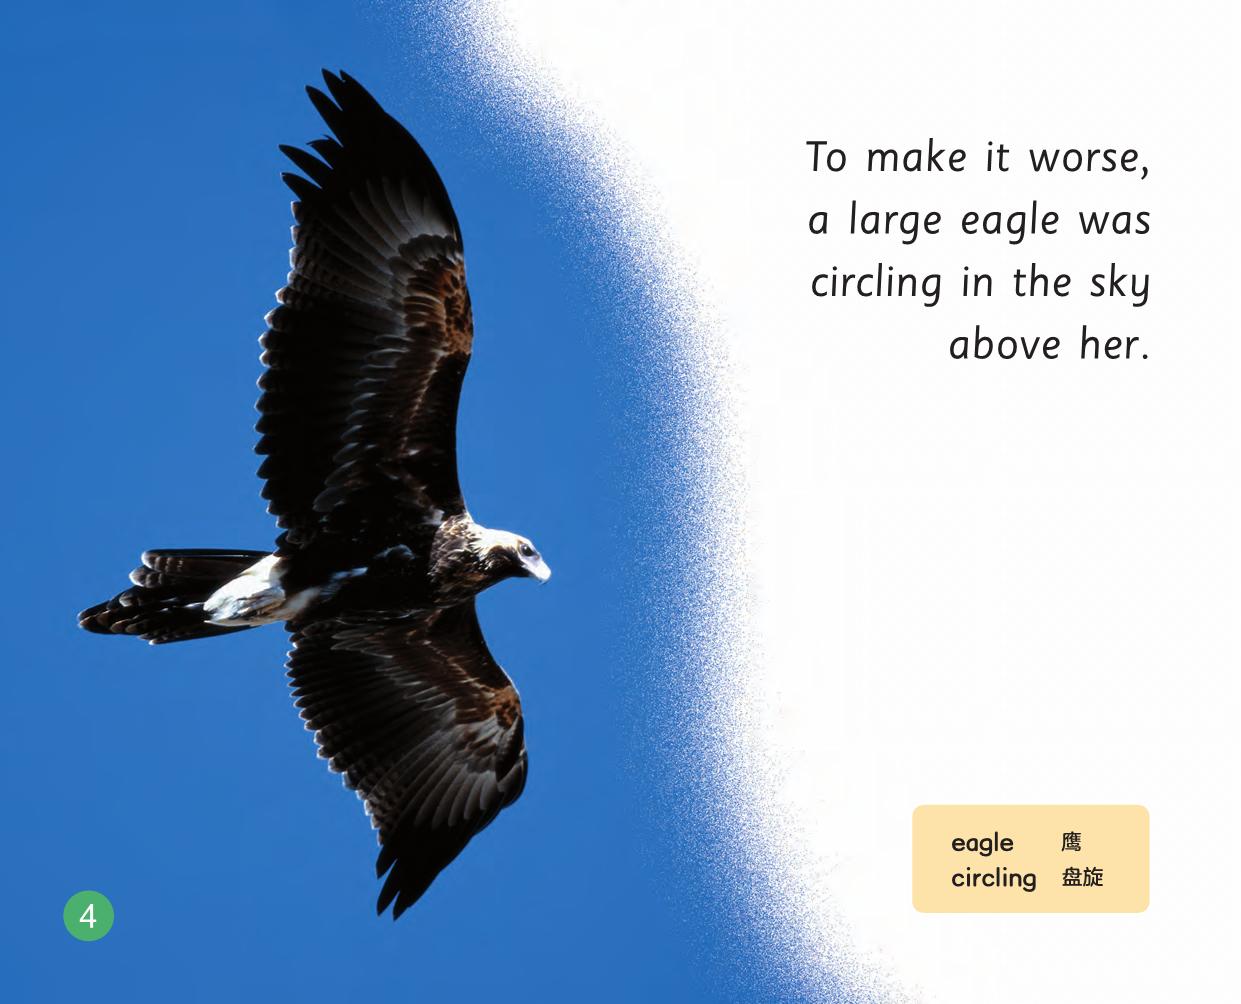 To make it worse,
a large eagle was
circling in the sky
above her.
eagle 鹰
circling 盘旋
4